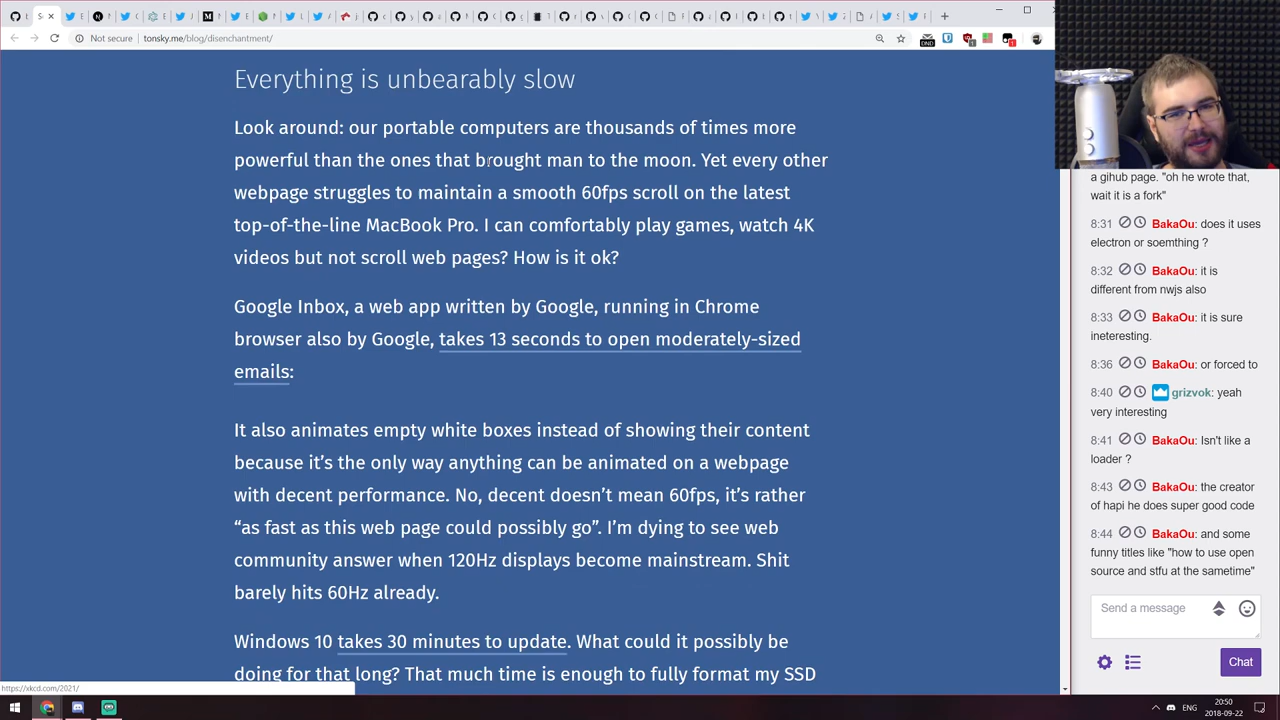 Not secure
tonsky.me/blog/disenchantment/
Everything is unbearably slow
Look around: our portable computers are thousands of times more
powerful than the ones that brought man to the moon. Yet every other
webpage struggles to maintain a smooth 60fps scroll on the latest
top-of-the-line MacBook Pro. I can comfortably play games, watch 4K
videos but not scroll web pages? How is it ok?
Google Inbox, a web app written by Google, running in Chrome
browser also by Google, takes 13 seconds to open moderately-sized
emails:
It also animates empty white boxes instead of showing their content
because it’s the only way anything can be animated on a webpage
with decent performance. No, decent doesn’t mean 60fps, it’s rather
“as fast as this web page could possibly go”. I’m dying to see web
community answer when 120Hz displays become mainstream. Shit
barely hits 60Hz already.
Windows 10 takes 30 minutes to update. What could it possibly be
doing for that long? That much time is enough to fully format my SSD
https://xkcd.com/2021/
a gihub page. "oh he wrote that,
wait it is a fork"
8:31 BakaOu: does it uses
electron or soemthing ?
8:32 BakaOu: it is
different from nwjs also
8:33 BakaOu: it is sure
ineteresting.
8:36 BakaOu: or forced to
8:40 grizvok: yeah
very interesting
8:41 BakaOu: Isn't like a
loader ?
8:43 BakaOu: the creator
of hapi he does super good code
8:44 BakaOu: and some
funny titles like "how to use open
source and stfu at the sametime"
Send a message
Chat
ENG
20:50
2018-09-22